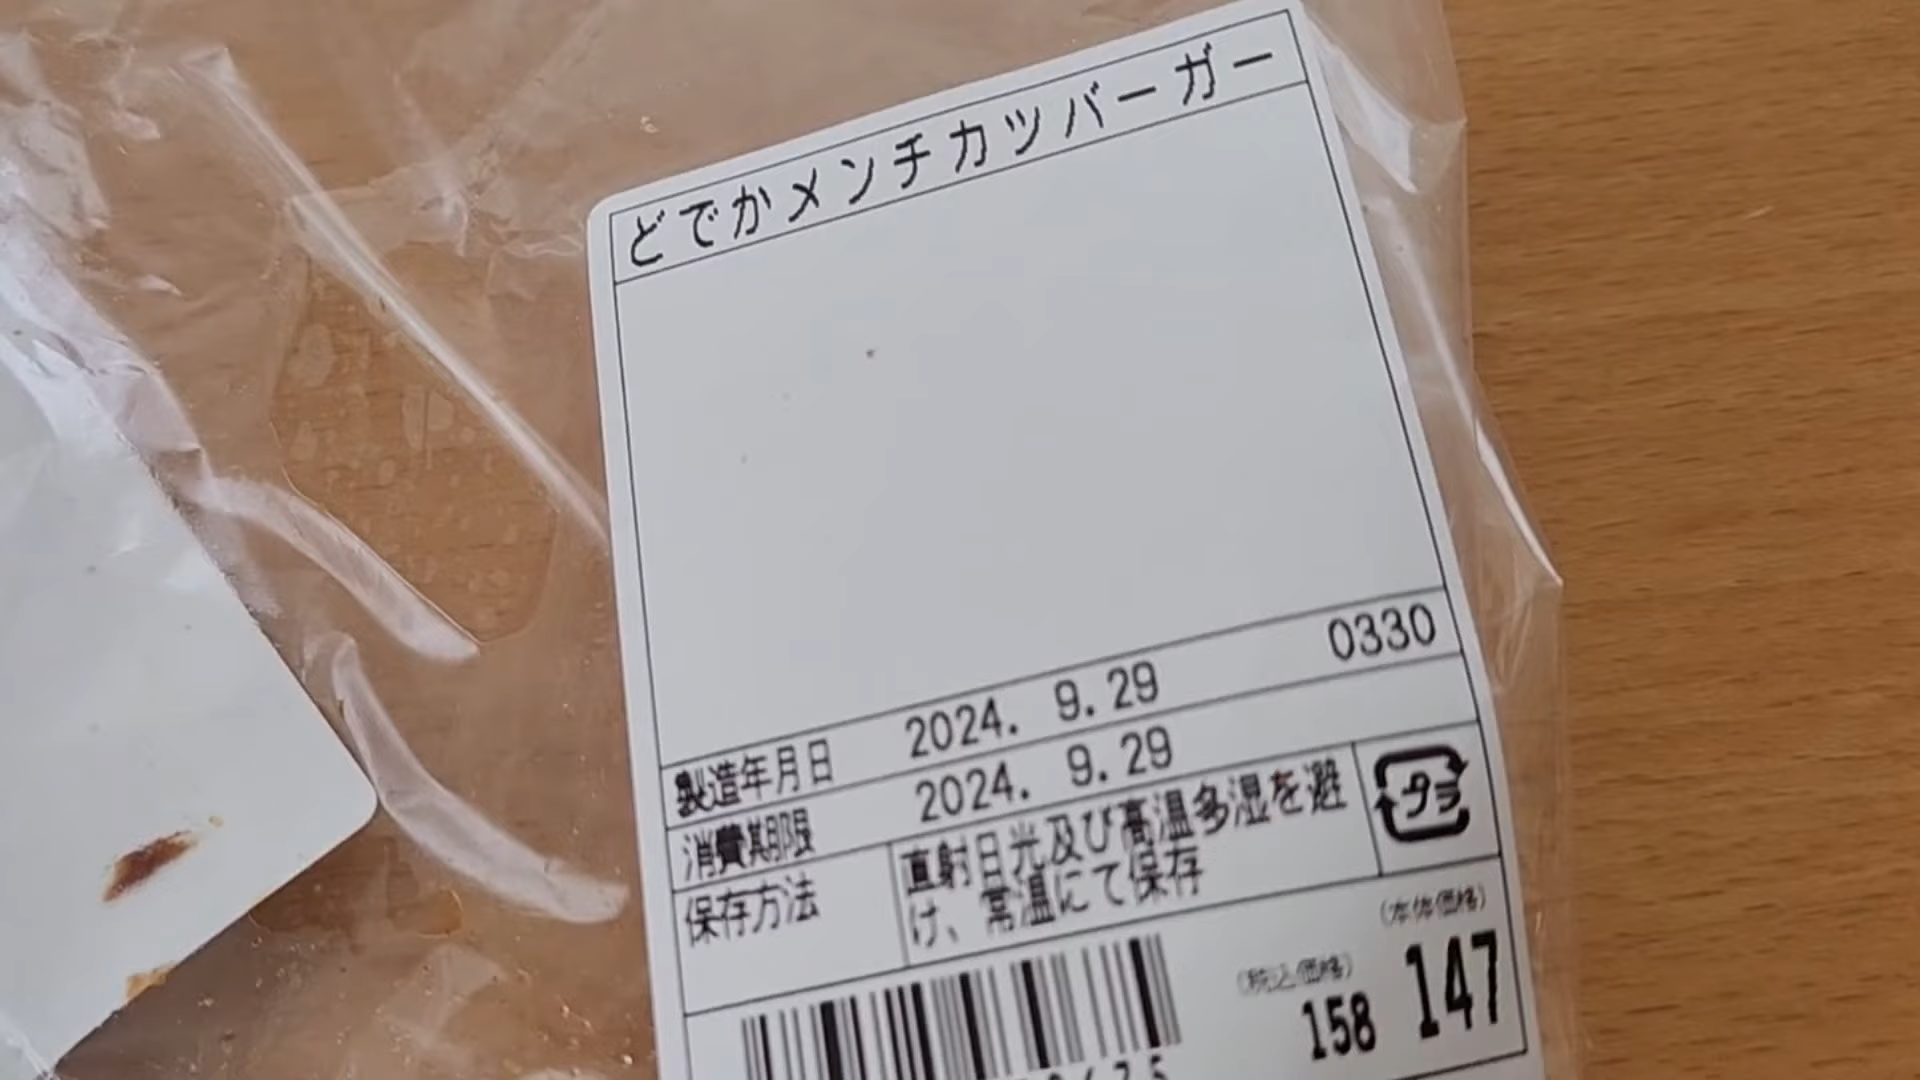 どでかメンチカツバーガー
0330
製造年月日 2024. 9.29
消費期限 2024. 9.29
保存方法 直射日光及び高温多湿を避
け、常温にて保存
プラ
(本体価格)
(税込価格)
158 147